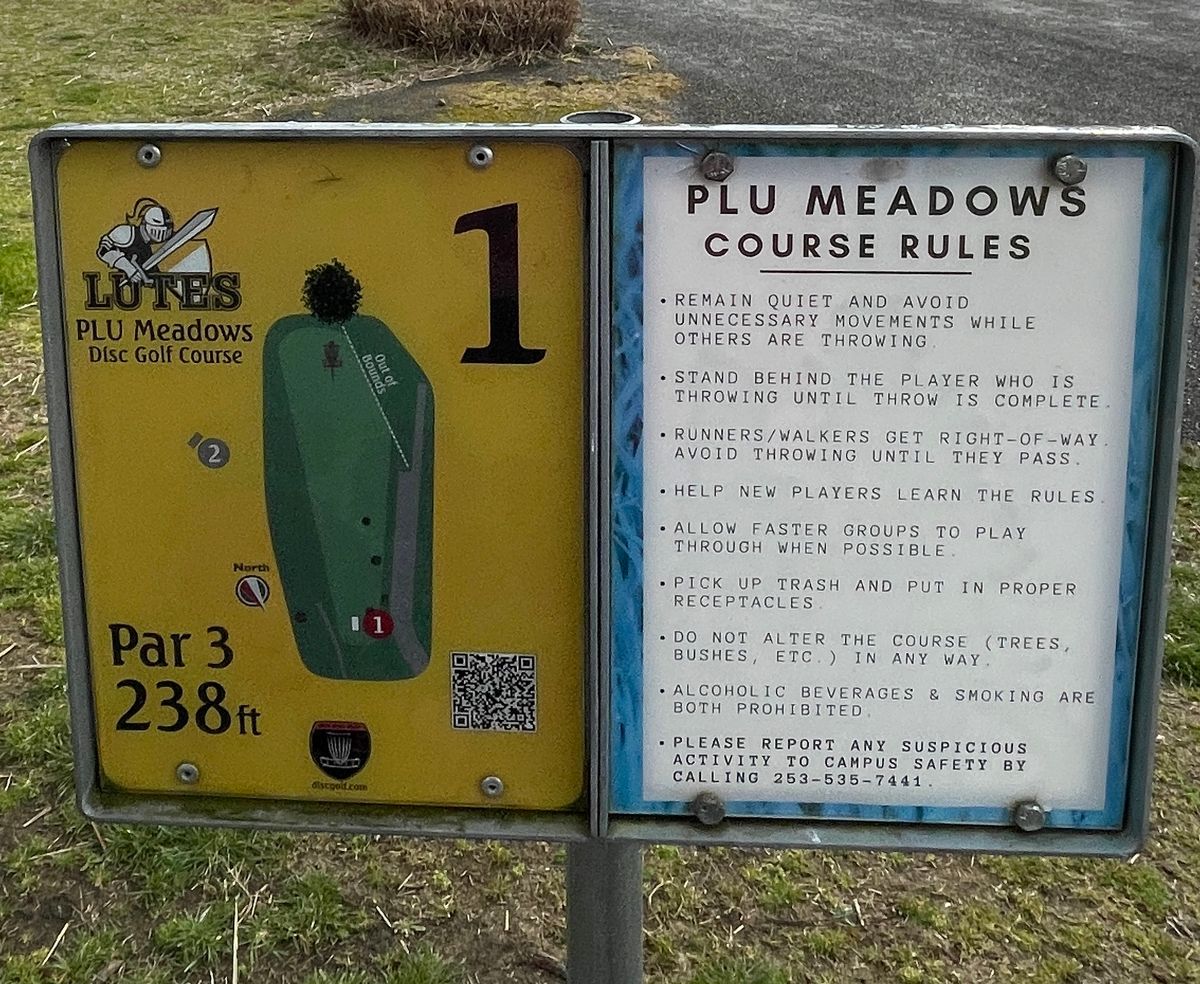 LUTES
PLU Meadows
Disc Golf Course
1
Out of
Bounds
2
North
1
Par 3
238ft
discgolf.com
PLU MEADOWS
COURSE RULES
• REMAIN QUIET AND AVOID
UNNECESSARY MOVEMENTS WHILE
OTHERS ARE THROWING.
• STAND BEHIND THE PLAYER WHO IS
THROWING UNTIL THROW IS COMPLETE.
• RUNNERS/WALKERS GET RIGHT-OF-WAY.
AVOID THROWING UNTIL THEY PASS.
• HELP NEW PLAYERS LEARN THE RULES.
• ALLOW FASTER GROUPS TO PLAY
THROUGH WHEN POSSIBLE.
• PICK UP TRASH AND PUT IN PROPER
RECEPTACLES.
• DO NOT ALTER THE COURSE (TREES,
BUSHES, ETC.) IN ANY WAY.
• ALCOHOLIC BEVERAGES & SMOKING ARE
BOTH PROHIBITED.
• PLEASE REPORT ANY SUSPICIOUS
ACTIVITY TO CAMPUS SAFETY BY
CALLING 253-535-7441.